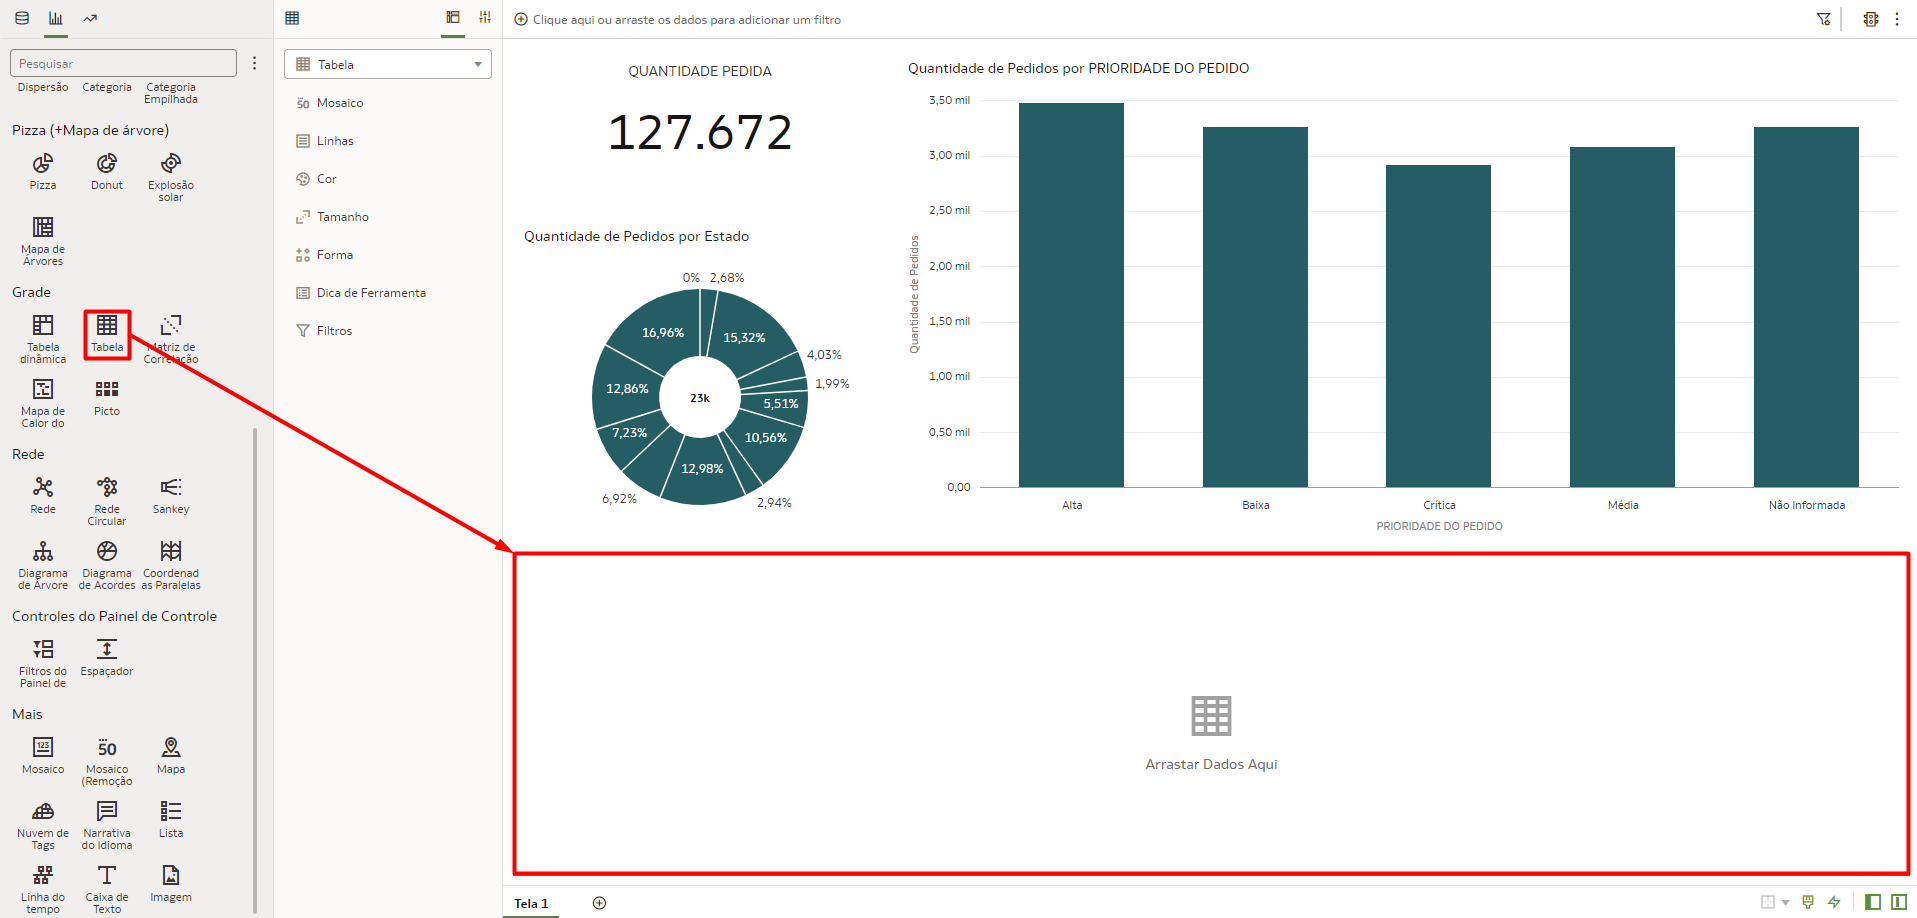 Pesquisar
Dispersão
Categoria
Categoria
Empilhada
Pizza (+Mapa de árvore)
Pizza
Donut
Explosão
solar
Mapa de
Árvores
Grade
Tabela
dinâmica
Tabela
Matriz de
Correlação
Mapa de
Calor do
Picto
Rede
Rede
Rede
Circular
Sankey
Diagrama
de Árvore
Diagrama
de Acordes
Coordenad
as Paralelas
Controles do Painel de Controle
Filtros do
Painel de
Espaçador
Mais
123
Mosaico
50
Mosaico
(Remoção
Mapa
Nuvem de
Tags
Narrativa
do Idioma
Lista
Linha do
tempo
Caixa de
Texto
Imagem
Tabela
50 Mosaico
Linhas
Cor
Tamanho
Forma
Dica de Ferramenta
Filtros
Clique aqui ou arraste os dados para adicionar um filtro
QUANTIDADE PEDIDA
127.672
Quantidade de Pedidos por Estado
0%
2,68%
15,32%
4,03%
1,99%
5,51%
10,56%
2,94%
12,98%
6,92%
7,23%
12,86%
16,96%
23k
Quantidade de Pedidos por PRIORIDADE DO PEDIDO
Quantidade de Pedidos
3,50 mil
3,00 mil
2,50 mil
2,00 mil
1,50 mil
1,00 mil
0,50 mil
0,00
Alta
Baixa
Crítica
Média
Não Informada
PRIORIDADE DO PEDIDO
Arrastar Dados Aqui
Tela 1